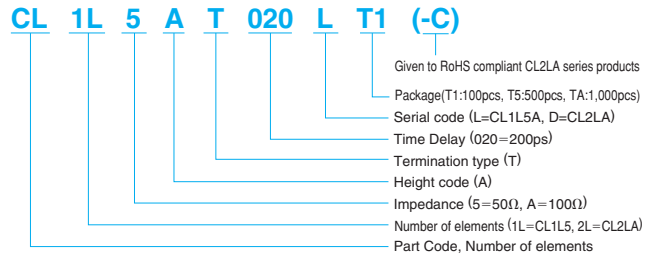 CL 1L 5 A T 020 L T1 (-C)
Given to RoHS compliant CL2LA series products
Package(T1:100pcs, T5:500pcs, TA:1,000pcs)
Serial code (L=CL1L5A, D=CL2LA)
Time Delay (020=200ps)
Termination type (T)
Height code (A)
Impedance (5=50Ω, A=100Ω)
Number of elements (1L=CL1L5, 2L=CL2LA)
Part Code, Number of elements